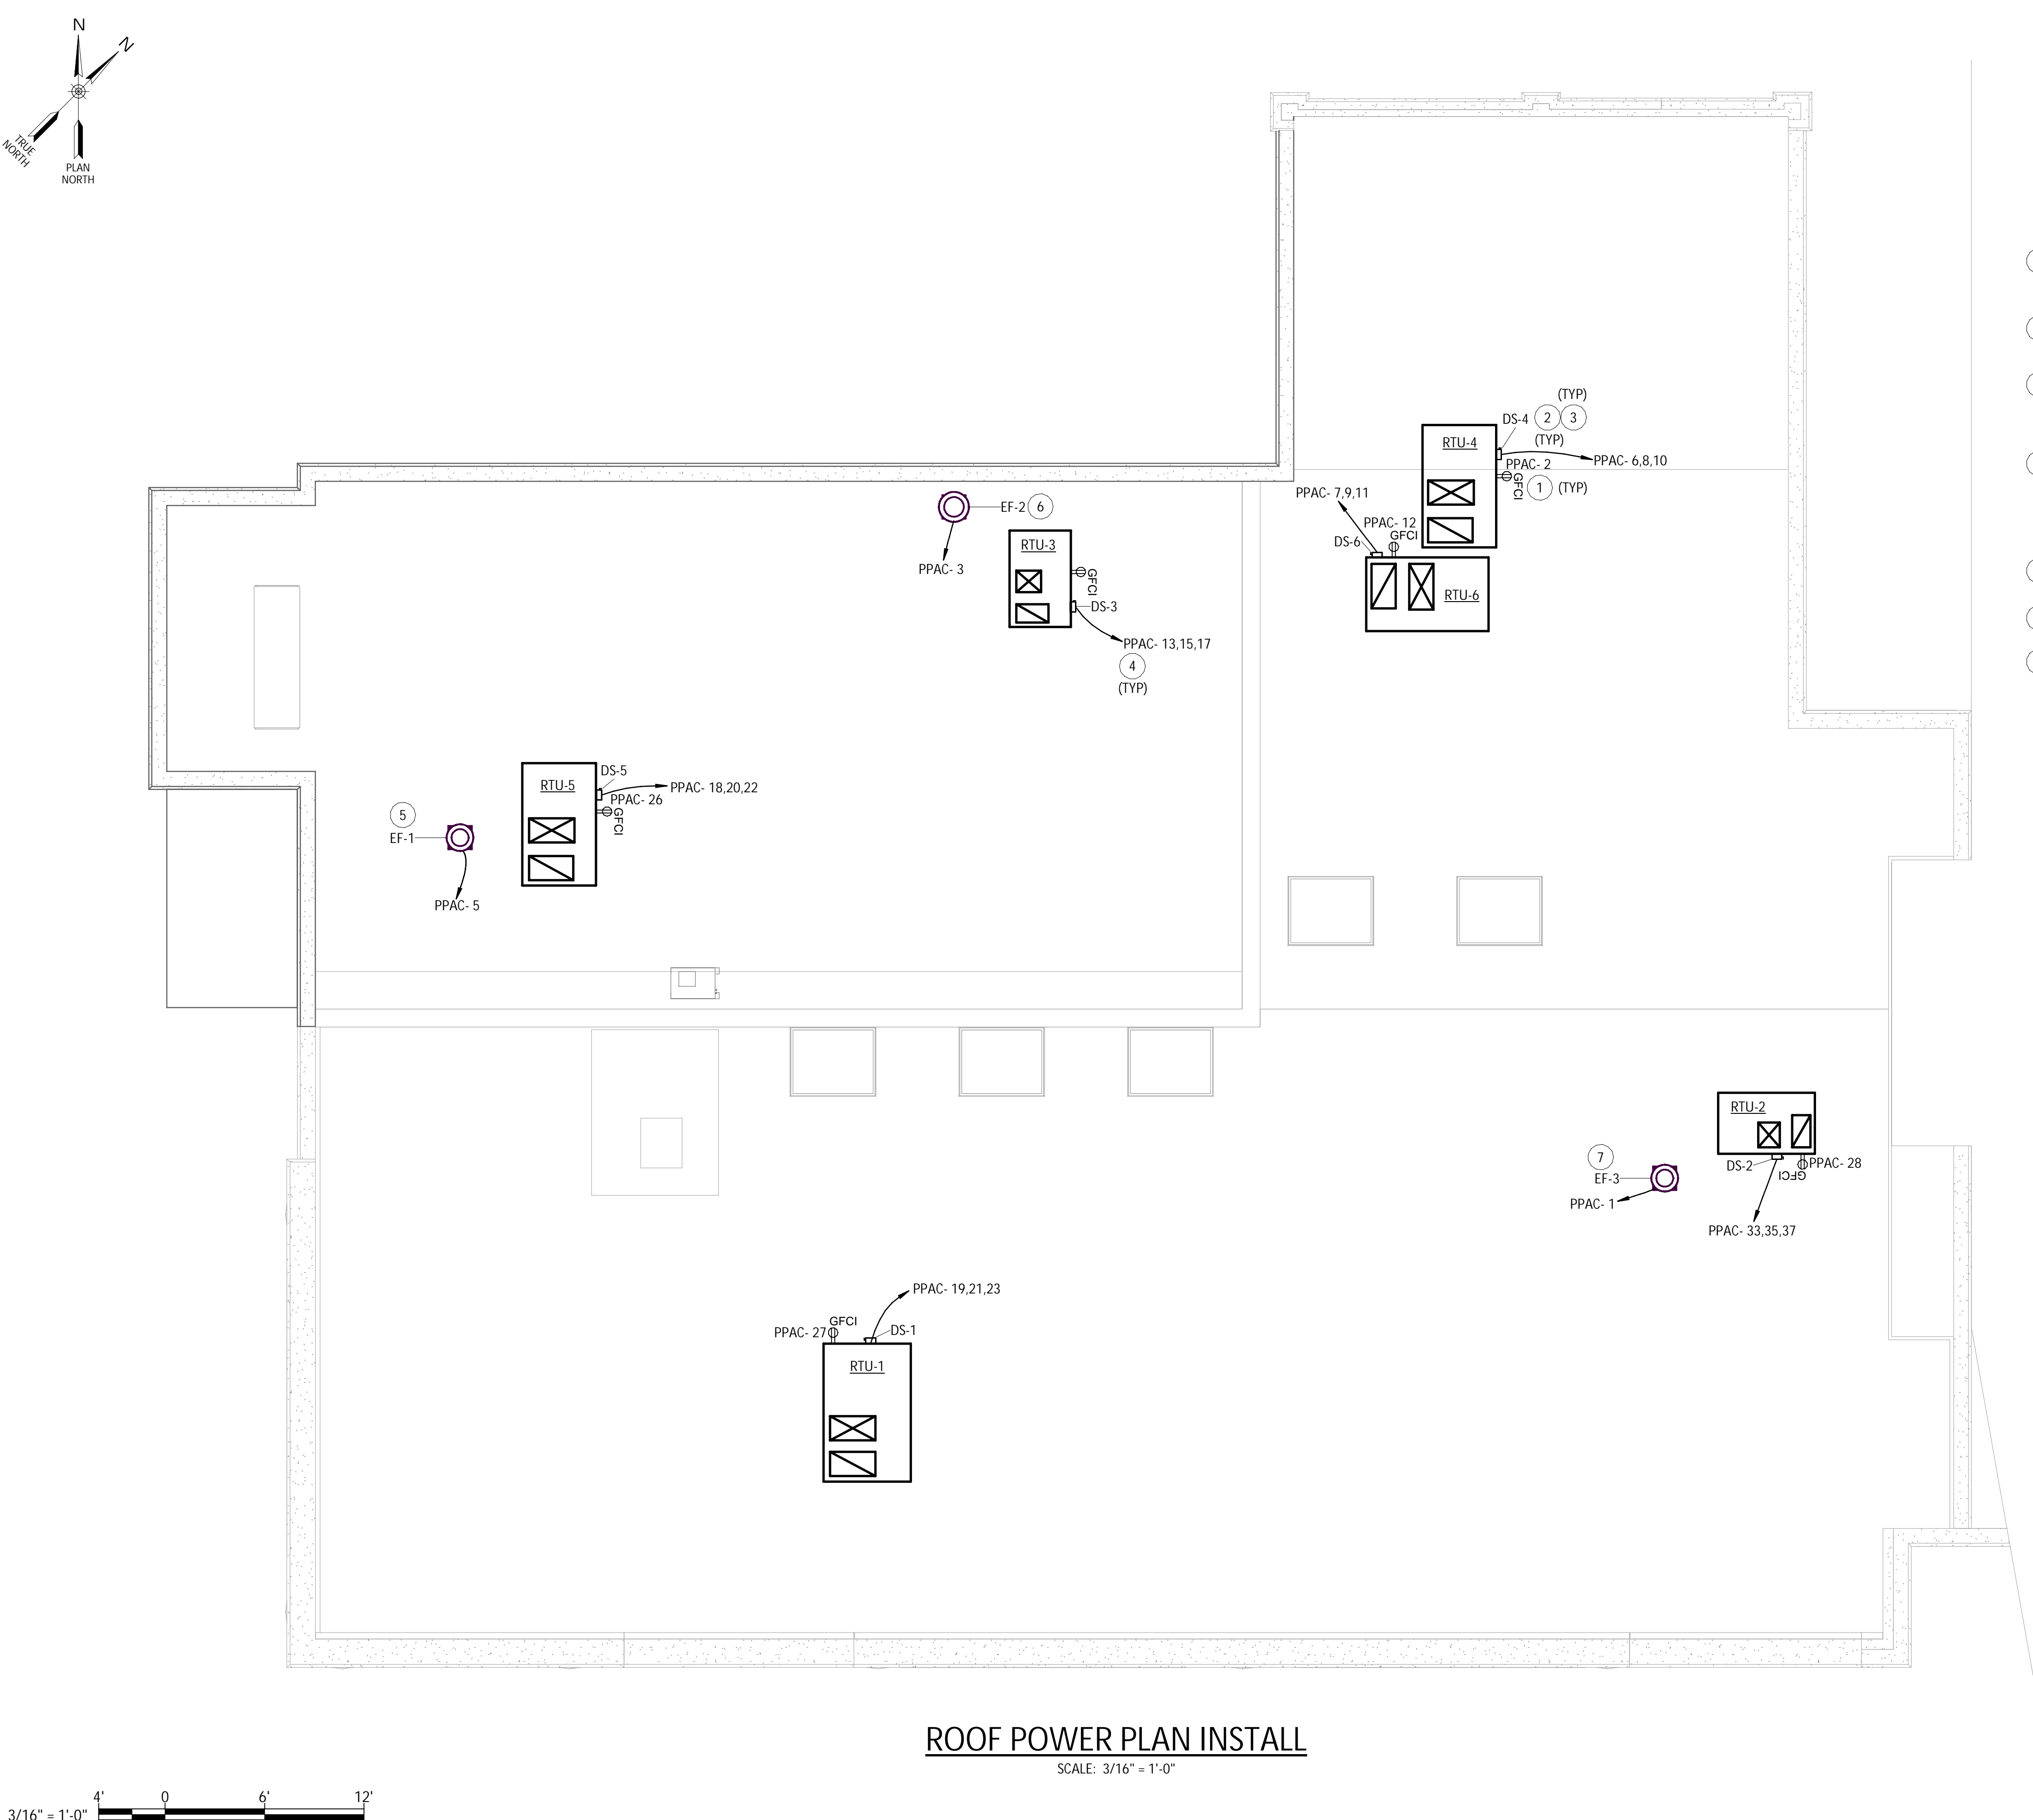 N
N
TRUE
NORTH
PLAN
NORTH
(TYP)
DS-4
2
3
(TYP)
RTU-4
PPAC- 6,8,10
PPAC- 2
GFCI
1
(TYP)
PPAC- 7,9,11
PPAC- 12
GFCI
DS-6
RTU-6
EF-2
6
PPAC- 3
RTU-3
GFCI
DS-3
PPAC- 13,15,17
4
(TYP)
DS-5
RTU-5
PPAC- 18,20,22
PPAC- 26
GFCI
5
EF-1
PPAC- 5
RTU-2
7
EF-3
PPAC- 1
DS-2
GFCI
PPAC- 28
PPAC- 33,35,37
PPAC- 19,21,23
GFCI
PPAC- 27
DS-1
RTU-1
ROOF POWER PLAN INSTALL
SCALE: 3/16" = 1'-0"
4'
0
6'
12'
3/16" = 1'-0"